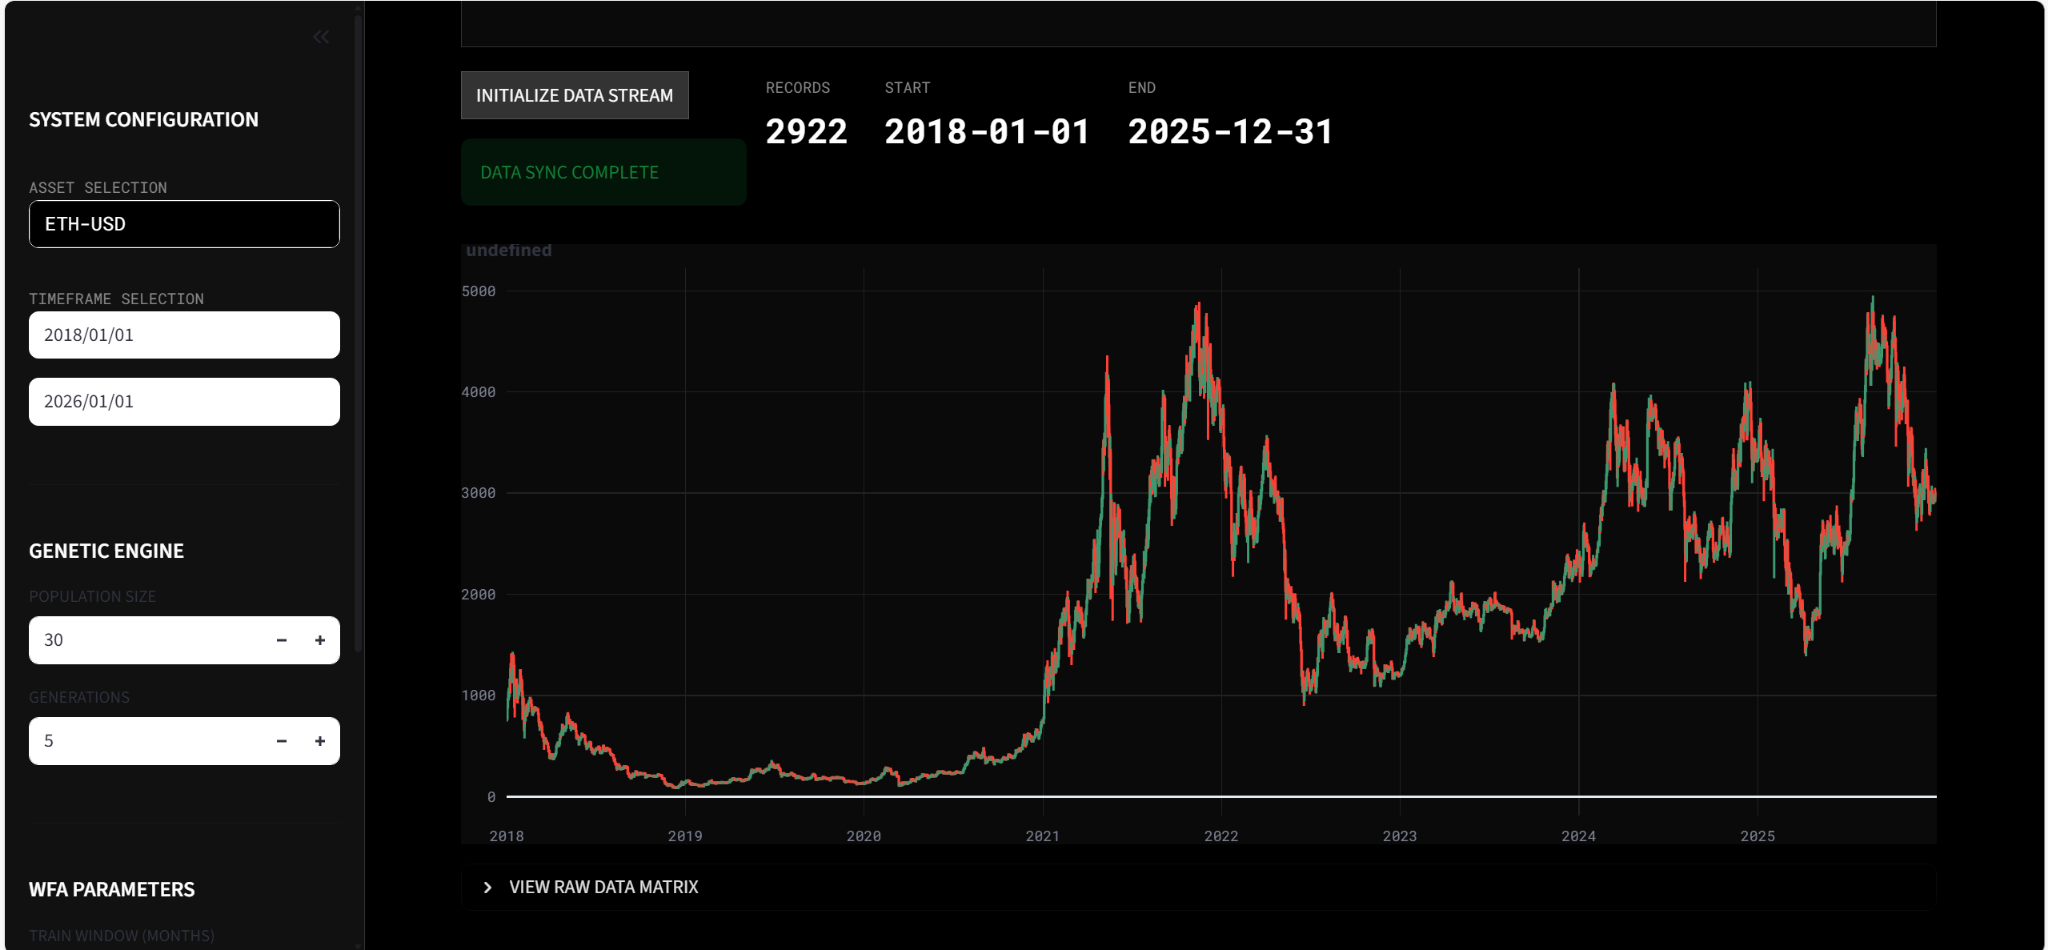 SYSTEM CONFIGURATION
ASSET SELECTION
ETH-USD
TIMEFRAME SELECTION
2018/01/01
2026/01/01
GENETIC ENGINE
POPULATION SIZE
30
GENERATIONS
5
WFA PARAMETERS
TRAIN WINDOW (MONTHS)
INITIALIZE DATA STREAM
DATA SYNC COMPLETE
RECORDS
2922
START
2018-01-01
END
2025-12-31
undefined
5000
4000
3000
2000
1000
0
2018 2019 2020 2021 2022 2023 2024 2025
VIEW RAW DATA MATRIX